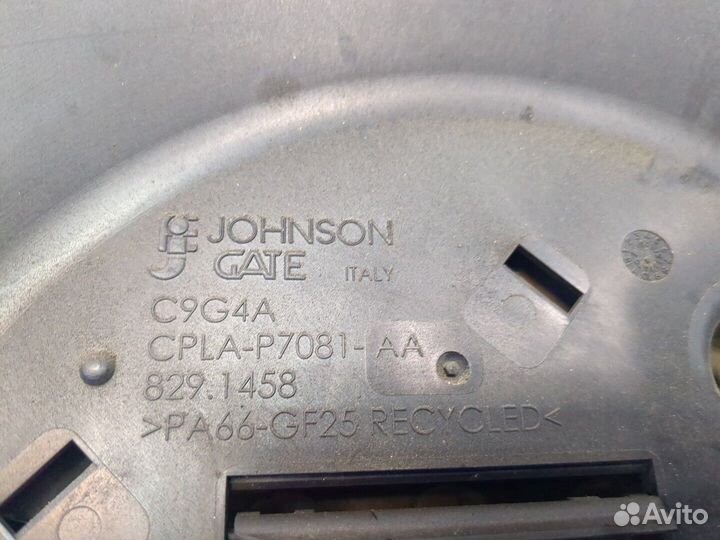 JOHNSON
GATE ITALY
C9G4A
CPLA-P7081-AA
829.1458
>PA66-GF25 RECYCLED<
Avito